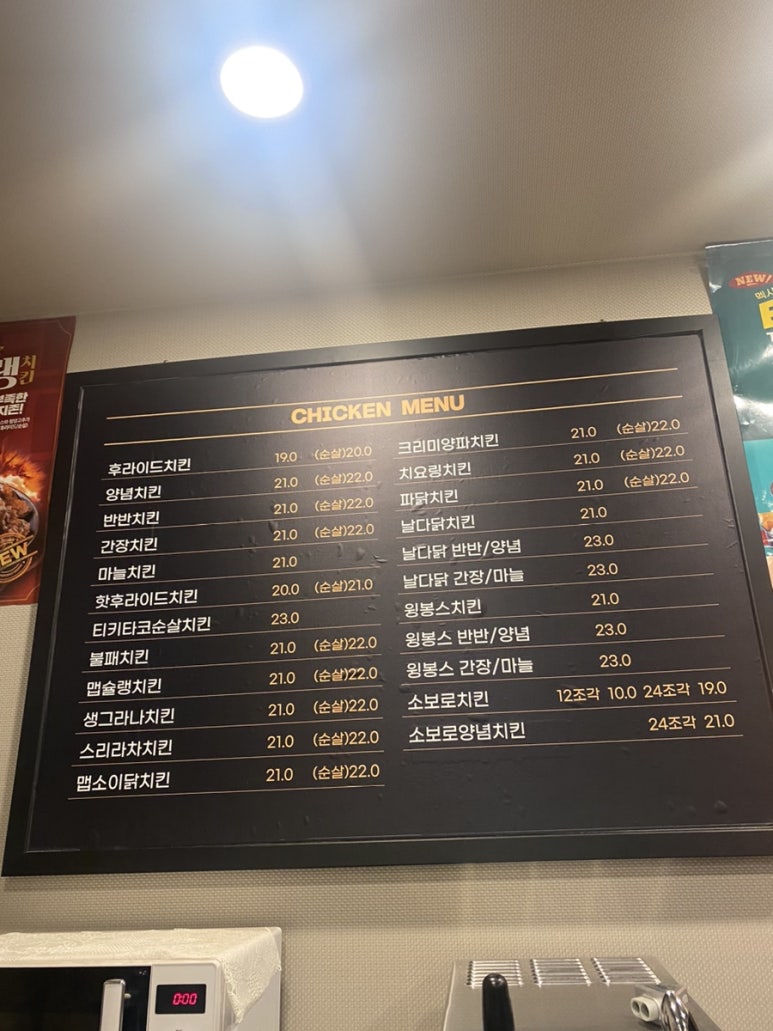 CHICKEN MENU
후라이드치킨 19.0 (순살)20.0
양념치킨 21.0 (순살)22.0
반반치킨 21.0 (순살)22.0
간장치킨 21.0 (순살)22.0
마늘치킨 21.0
핫후라이드치킨 20.0 (순살)21.0
티키타코순살치킨 23.0
불패치킨 21.0 (순살)22.0
맵슐랭치킨 21.0 (순살)22.0
생그라나치킨 21.0 (순살)22.0
스리라차치킨 21.0 (순살)22.0
맵소이닭치킨 21.0 (순살)22.0
크리미양파치킨 21.0 (순살)22.0
치요링치킨 21.0 (순살)22.0
파닭치킨 21.0 (순살)22.0
날다닭치킨 21.0
날다닭 반반/양념 23.0
날다닭 간장/마늘 23.0
윙봉스치킨 21.0
윙봉스 반반/양념 23.0
윙봉스 간장/마늘 23.0
소보로치킨 12조각 10.0 24조각 19.0
소보로양념치킨 24조각 21.0
치킨
NEW!
0:00